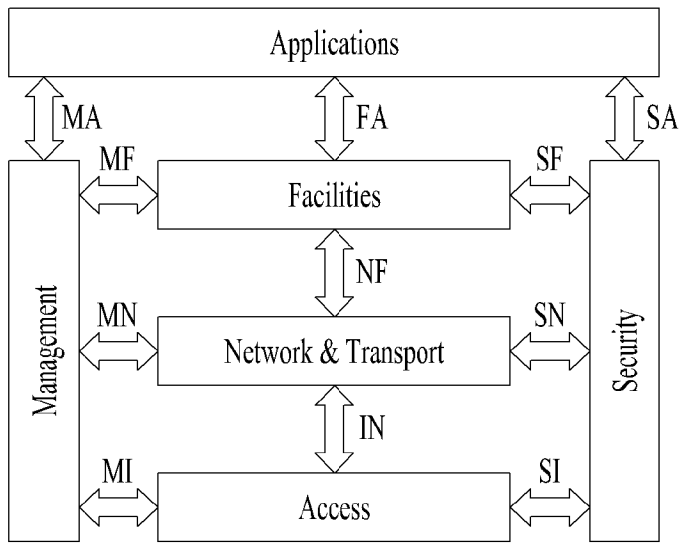 Applications
MA
FA
SA
MF
SF
Facilities
NF
Management
MN
SN
Security
Network & Transport
IN
MI
SI
Access